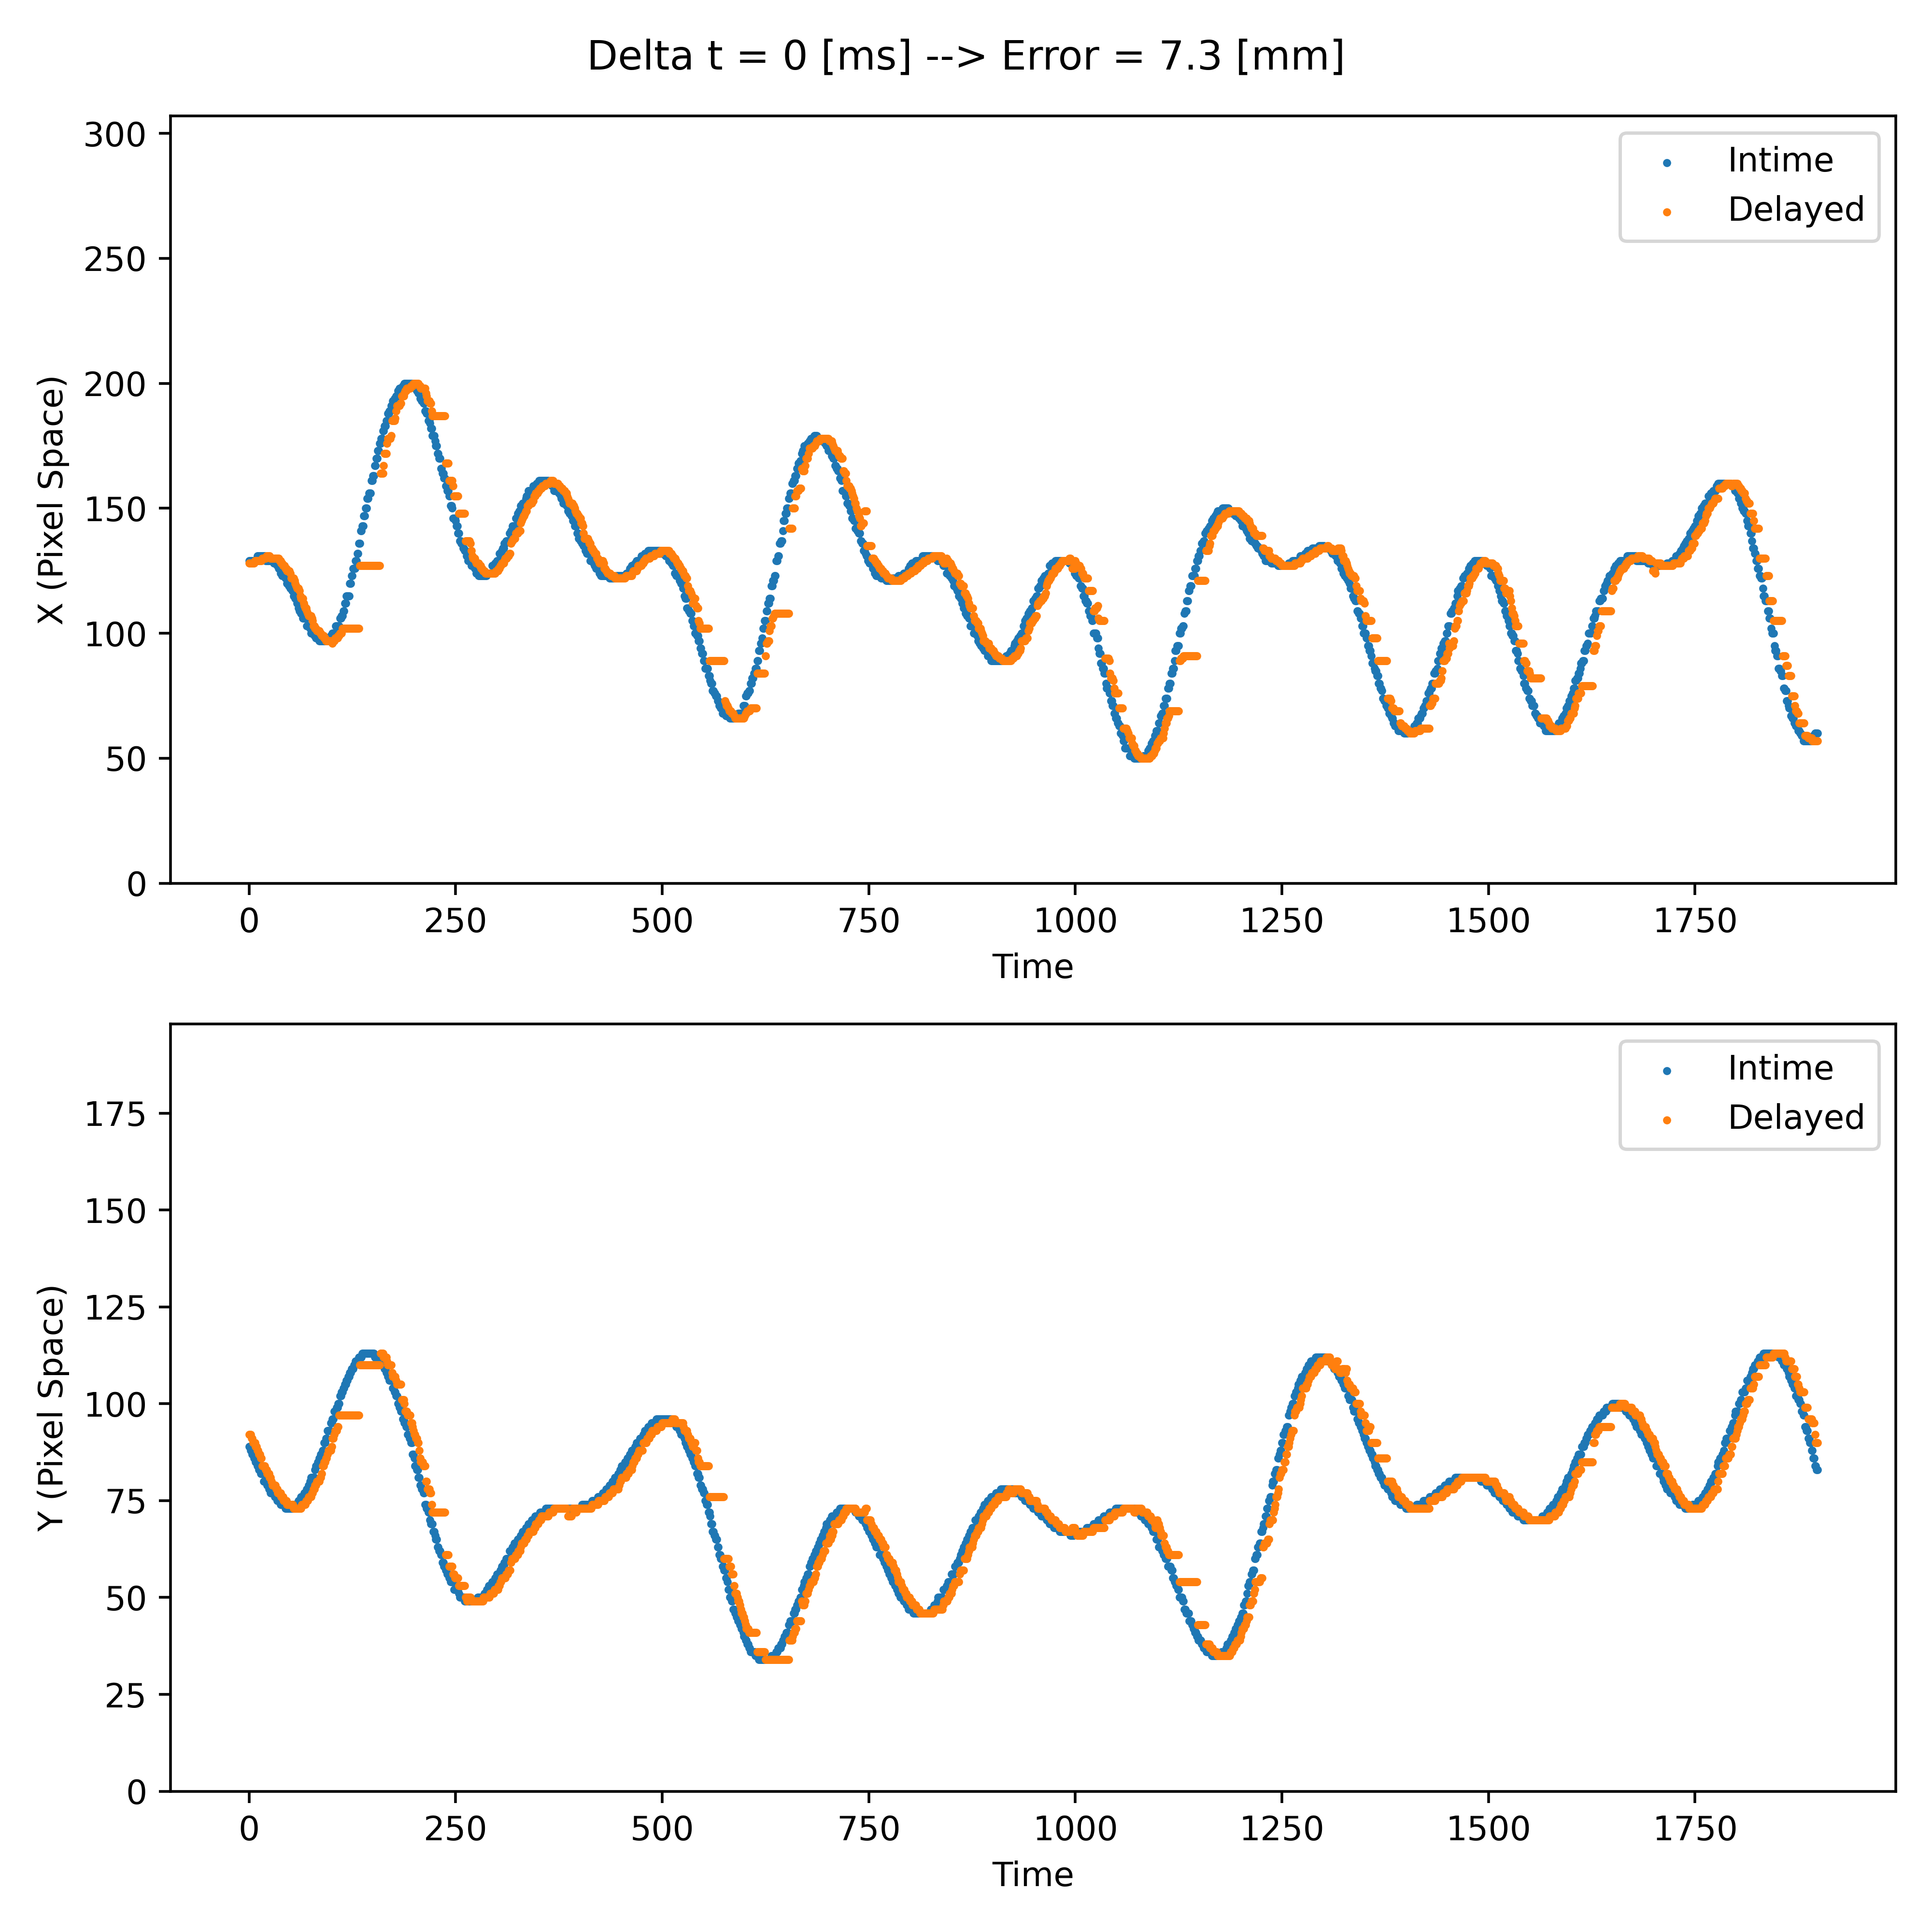 Delta t = 0 [ms] --> Error = 7.3 [mm]
300
250
200
150
100
50
0
X (Pixel Space)
Intime
Delayed
0 250 500 750 1000 1250 1500 1750
Time
175
150
125
100
75
50
25
0
Y (Pixel Space)
Intime
Delayed
0 250 500 750 1000 1250 1500 1750
Time